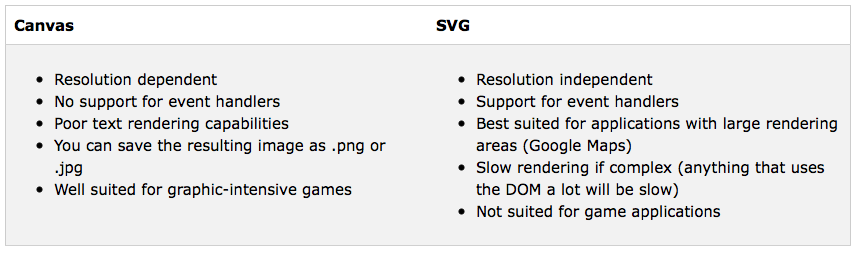 Canvas
Resolution dependent
No support for event handlers
Poor text rendering capabilities
You can save the resulting image as .png or
.jpg
Well suited for graphic-intensive games
SVG
Resolution independent
Support for event handlers
Best suited for applications with large rendering
areas (Google Maps)
Slow rendering if complex (anything that uses
the DOM a lot will be slow)
Not suited for game applications